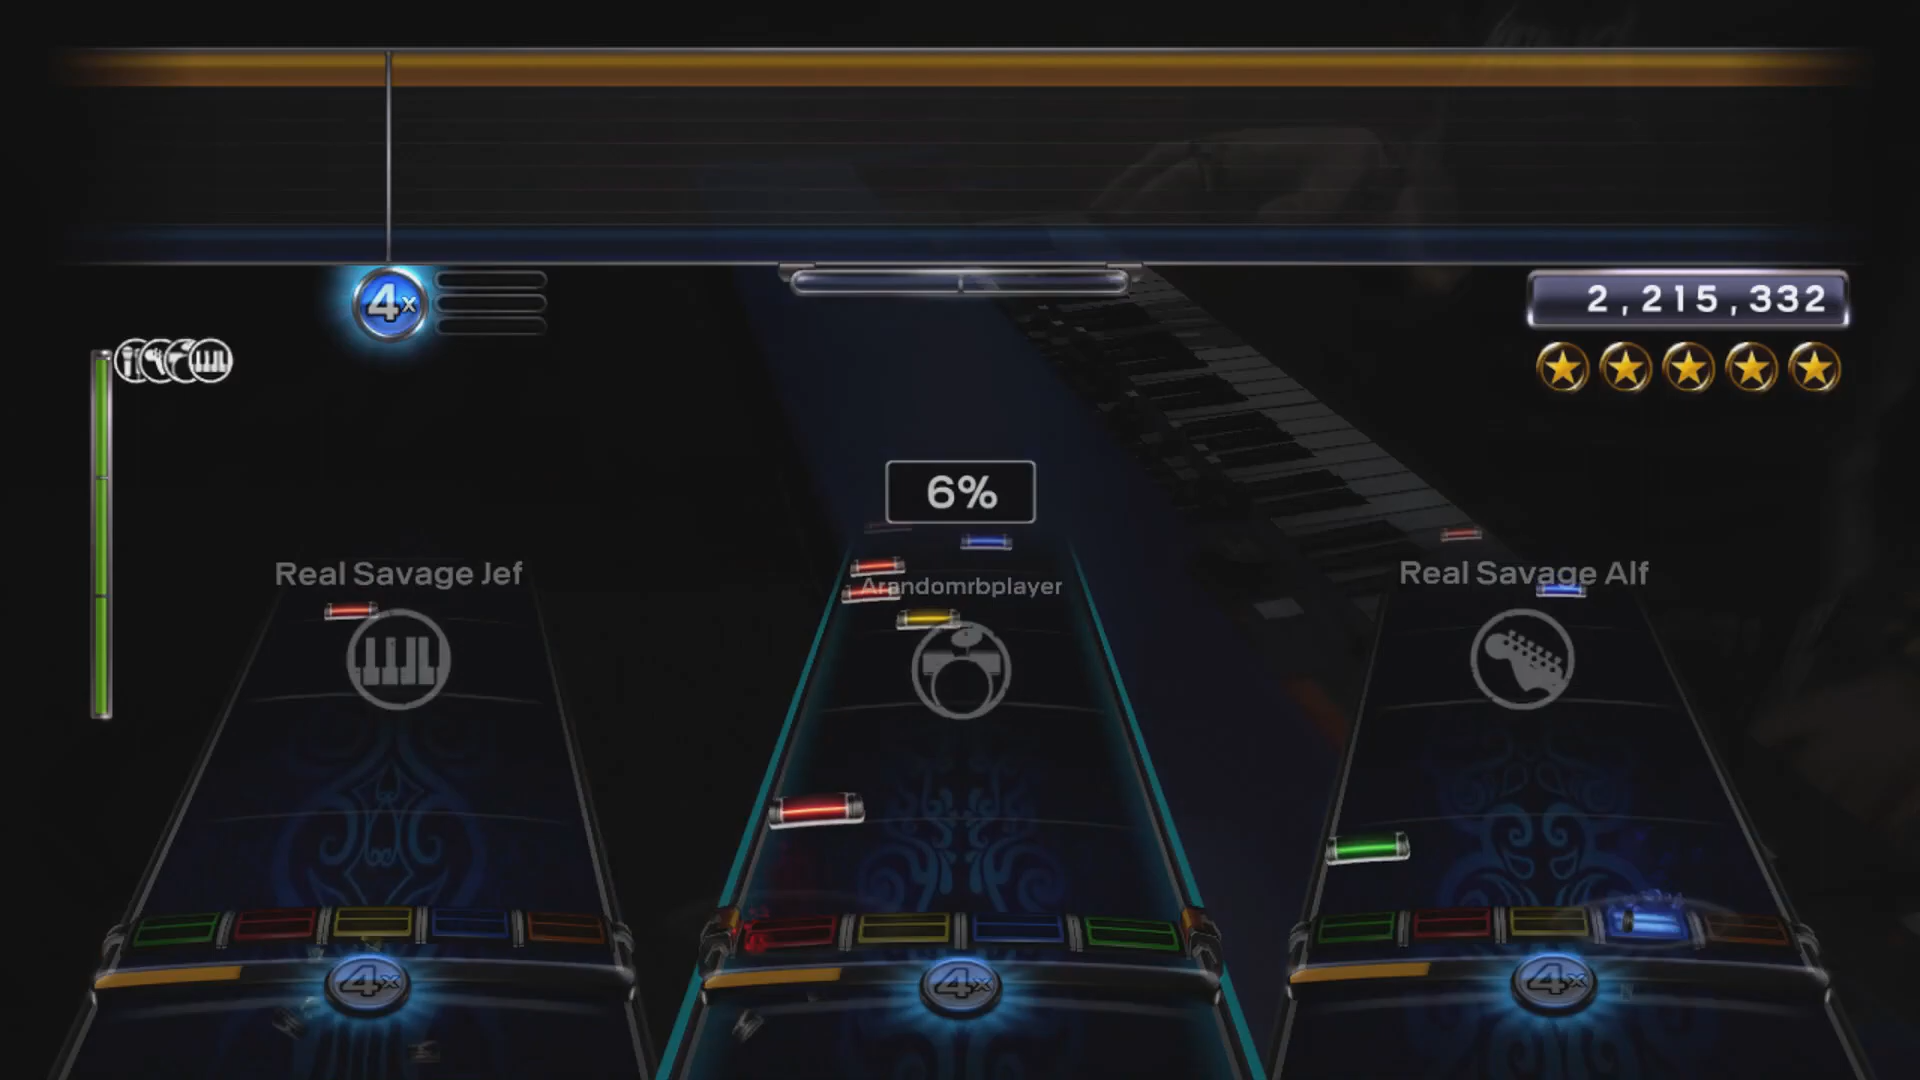 4x
2,215,332
6%
Real Savage Jef
Arandomrbplayer
Real Savage Alf
4x
4x
4x